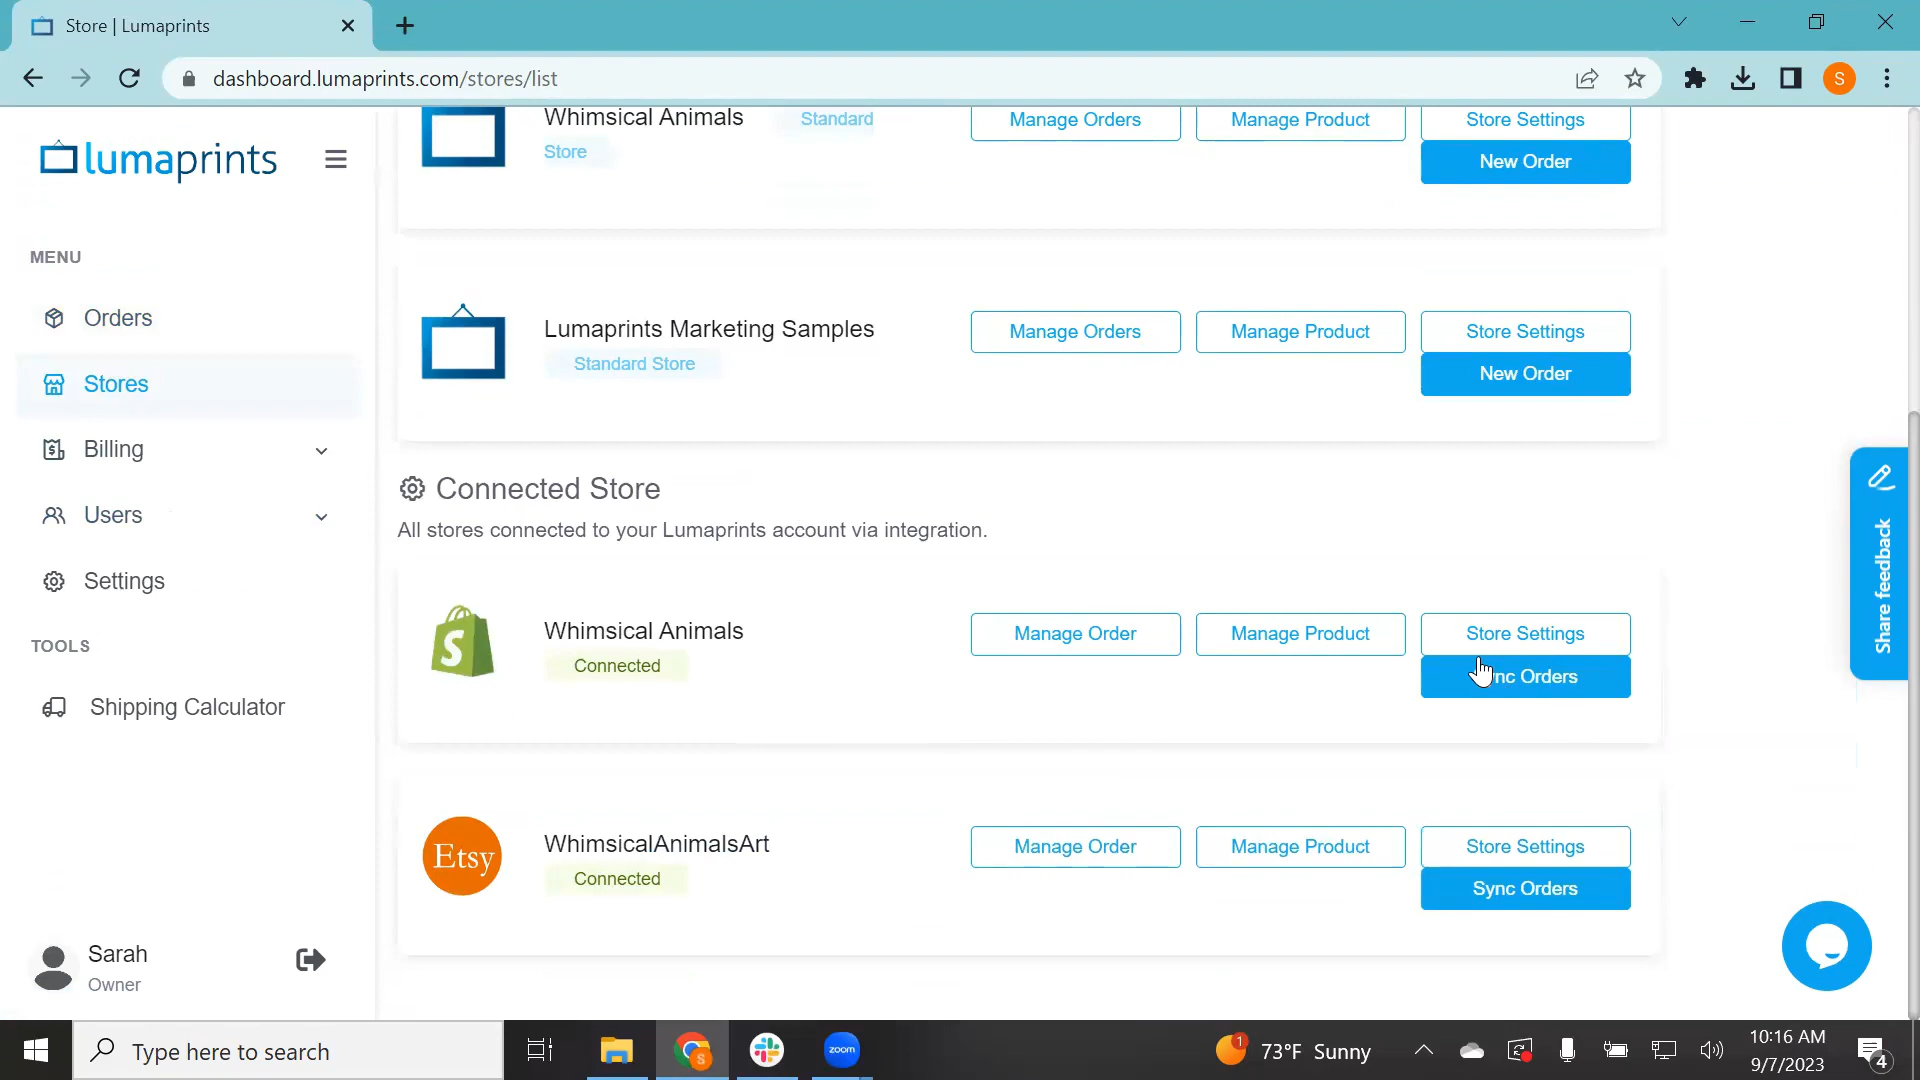 Store | Lumaprints
dashboard.lumaprints.com/stores/list
S
lumaprints
MENU
Orders
Stores
Billing
Users
Settings
TOOLS
Shipping Calculator
Sarah
Owner
Whimsical Animals Standard
Store
Manage Orders Manage Product Store Settings
New Order
Lumaprints Marketing Samples
Standard Store
Manage Orders Manage Product Store Settings
New Order
Connected Store
All stores connected to your Lumaprints account via integration.
S
Whimsical Animals
Connected
Manage Order Manage Product Store Settings
nc Orders
Etsy
WhimsicalAnimalsArt
Connected
Manage Order Manage Product Store Settings
Sync Orders
Share feedback
Type here to search
S
zoom
1
73°F Sunny
10:16 AM
9/7/2023
4